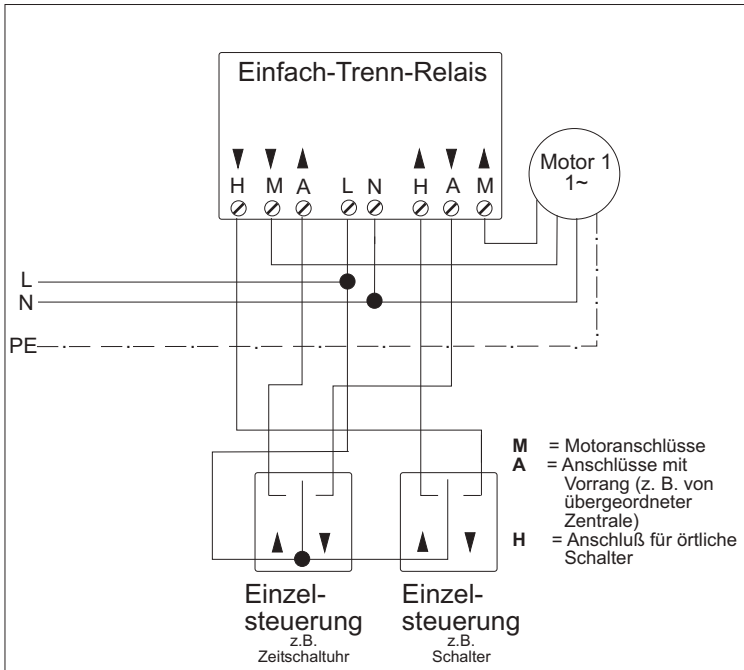 Einfach-Trenn-Relais
▼ ▼ ▲ ▲ ▼ ▲
H M A L N H A M
Motor 1
1~
L
N
PE
M = Motoranschlüsse
A = Anschlüsse mit
Vorrang (z. B. von
übergeordneter
Zentrale)
H = Anschluß für örtliche
Schalter
▲ ▼
▲ ▼
Einzel-
steuerung
z.B.
Zeitschaltuhr
Einzel-
steuerung
z.B.
Schalter